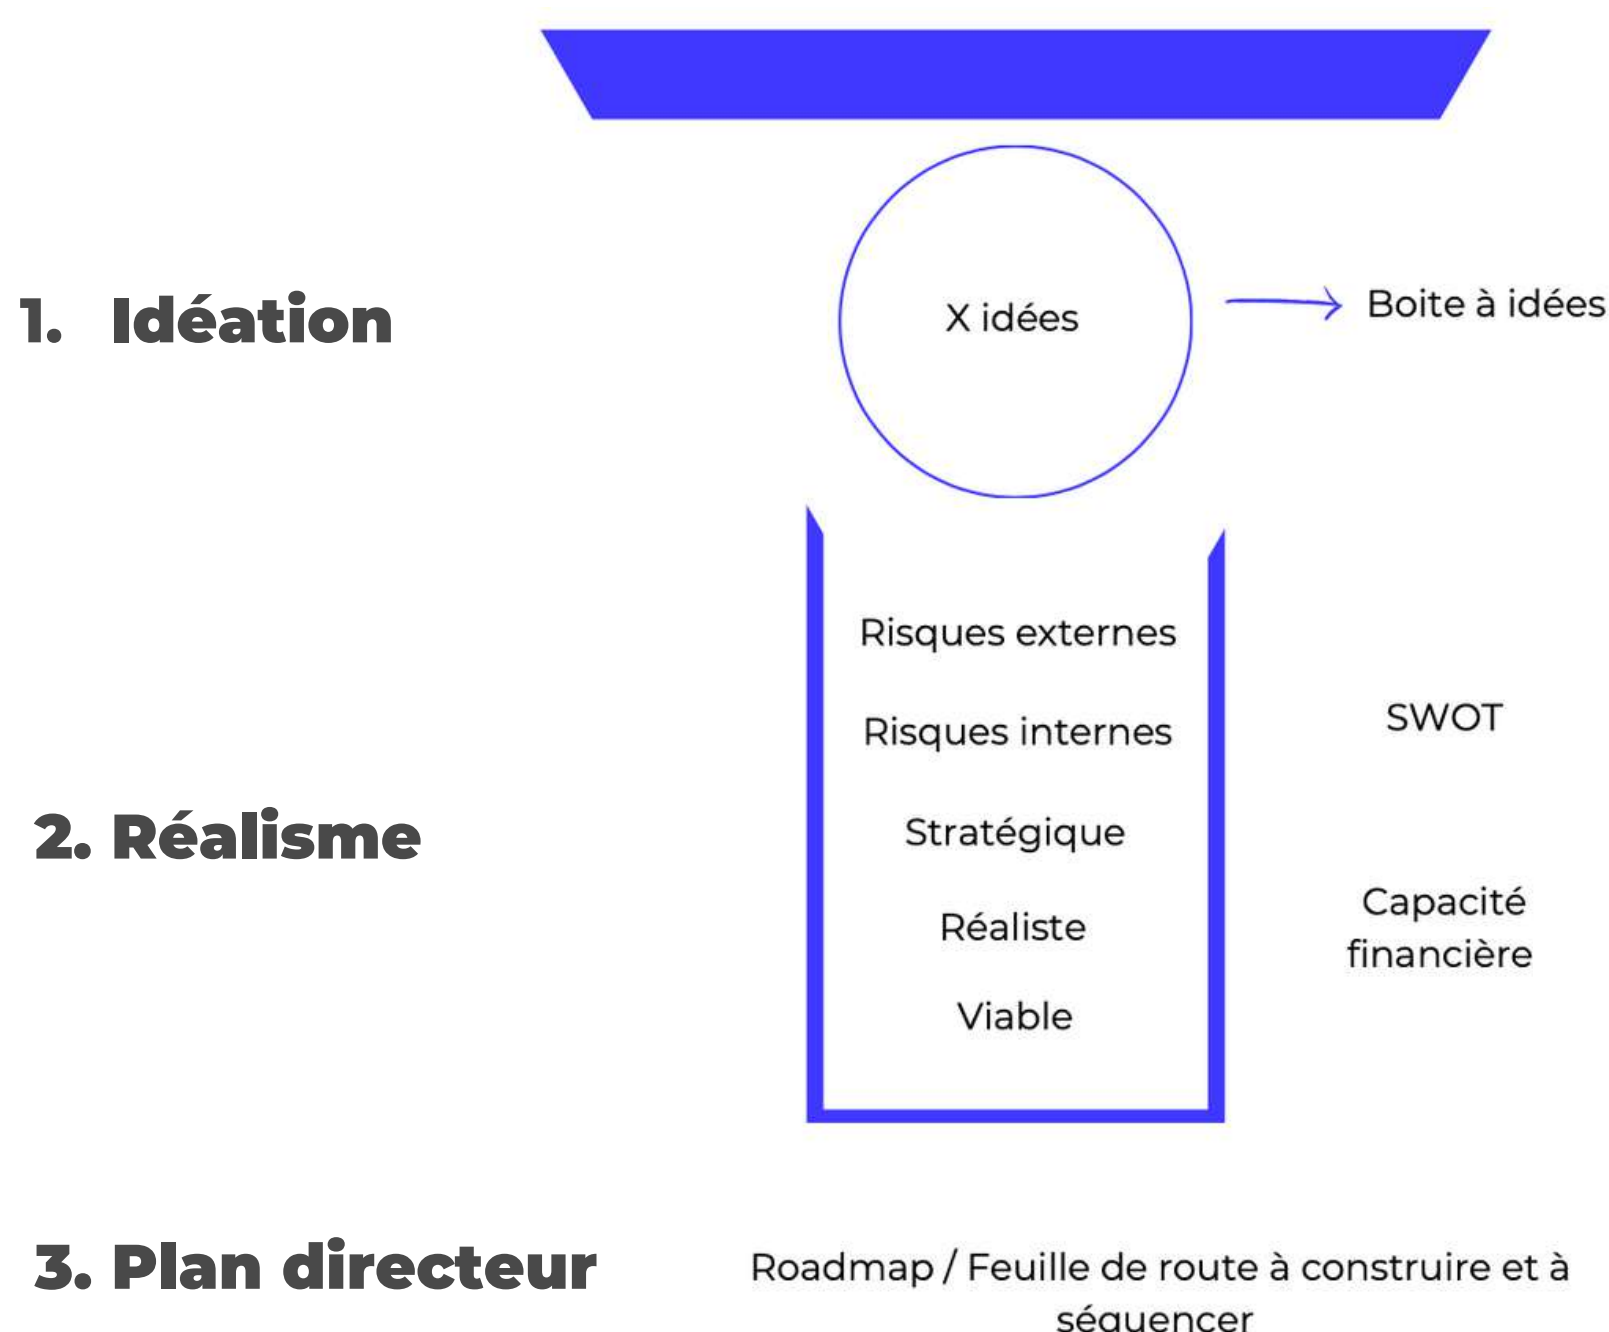 1. Idéation
X idées
Boite à idées
Risques externes
Risques internes
SWOT
Stratégique
2. Réalisme
Capacité
financière
Réaliste
Viable
3. Plan directeur
Roadmap / Feuille de route à construire et à
séquencer